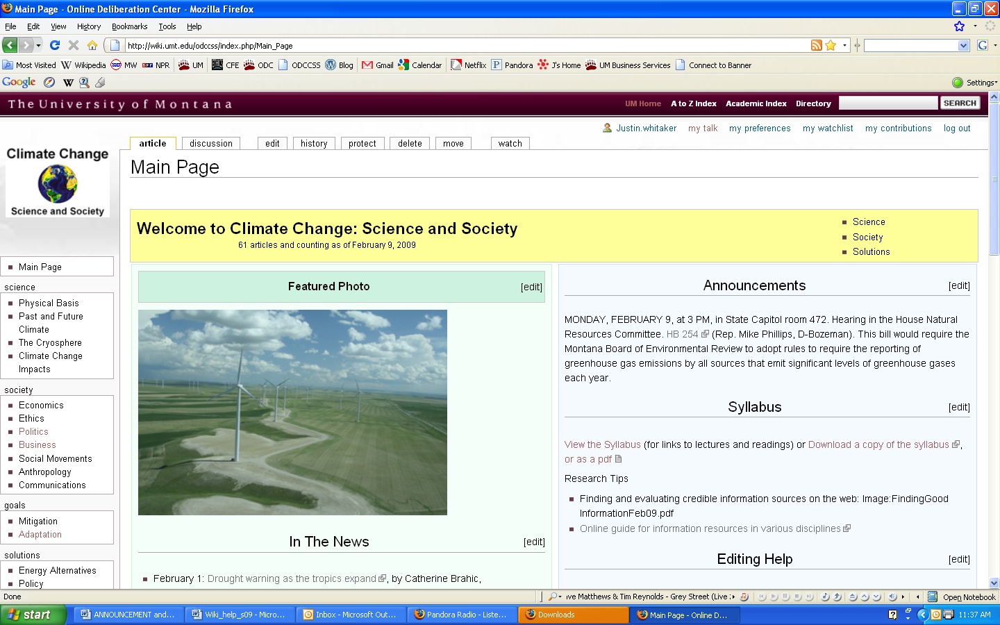 Main Page - Online Deliberation Center - Mozilla Firefox
File Edit View History Bookmarks Tools Help
http://wiki.umt.edu/odccss/index.php/Main_Page
Most Visited Wikipedia MW NPR UM CFE ODC ODCCSS Blog Gmail Calendar Netflix Pandora J's Home UM Business Services Connect to Banner
Google Settings
The University of Montana
UM Home A to Z Index Academic Index Directory SEARCH
Justin.whitaker my talk my preferences my watchlist my contributions log out
article discussion edit history protect delete move watch
Climate Change
Science and Society
Main Page
Welcome to Climate Change: Science and Society
61 articles and counting as of February 9, 2009
Science
Society
Solutions
Main Page
science
Physical Basis
Past and Future
Climate
The Cryosphere
Climate Change
Impacts
society
Economics
Ethics
Politics
Business
Social Movements
Anthropology
Communications
goals
Mitigation
Adaptation
solutions
Energy Alternatives
Policy
Featured Photo [edit]
In The News [edit]
February 1: Drought warning as the tropics expand, by Catherine Brahic,
Announcements [edit]
MONDAY, FEBRUARY 9, at 3 PM, in State Capitol room 472. Hearing in the House Natural
Resources Committee. HB 254 (Rep. Mike Phillips, D-Bozeman). This bill would require the
Montana Board of Environmental Review to adopt rules to require the reporting of
greenhouse gas emissions by all sources that emit significant levels of greenhouse gases
each year.
Syllabus [edit]
View the Syllabus (for links to lectures and readings) or Download a copy of the syllabus,
or as a pdf
Research Tips
Finding and evaluating credible information sources on the web: Image:FindingGood
InformationFeb09.pdf
Online guide for information resources in various disciplines
Editing Help [edit]
Done ive Matthews & Tim Reynolds - Grey Street (Live Open Notebook
start ANNOUNCEMENT and... Wiki_help_s09 - Micro... Inbox - Microsoft Out... Pandora Radio - Liste... Downloads Main Page - Online D... 11:37 AM